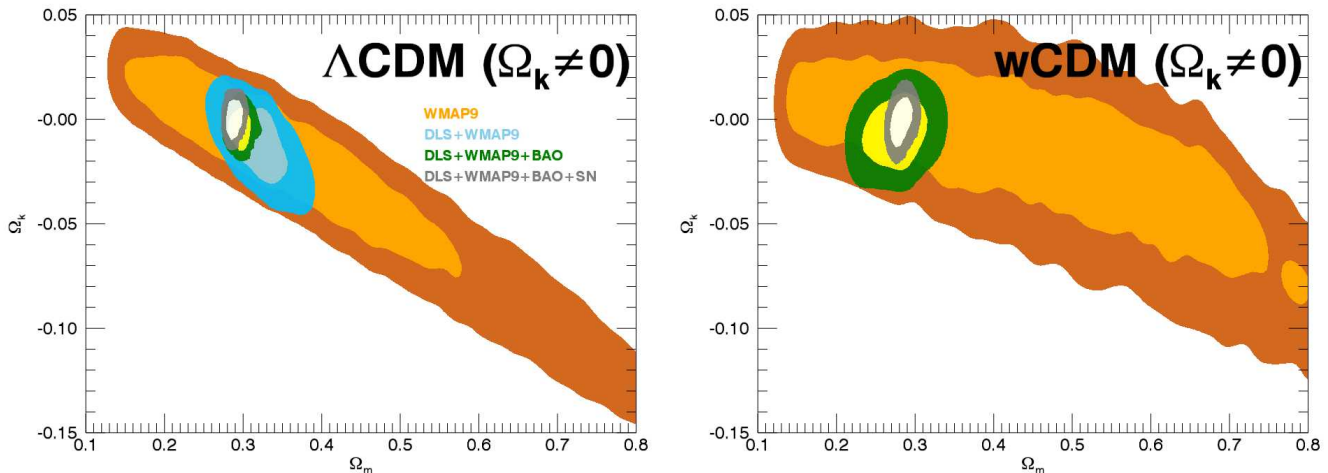 ΛCDM (Ωk≠0)
WMAP9
DLS+WMAP9
DLS+WMAP9+BAO
DLS+WMAP9+BAO+SN
0.05
-0.00
-0.05
-0.10
-0.15
Ωk
0.1 0.2 0.3 0.4 0.5 0.6 0.7 0.8
Ωm
wCDM (Ωk≠0)
0.05
-0.00
-0.05
-0.10
-0.15
Ωk
0.1 0.2 0.3 0.4 0.5 0.6 0.7 0.8
Ωm